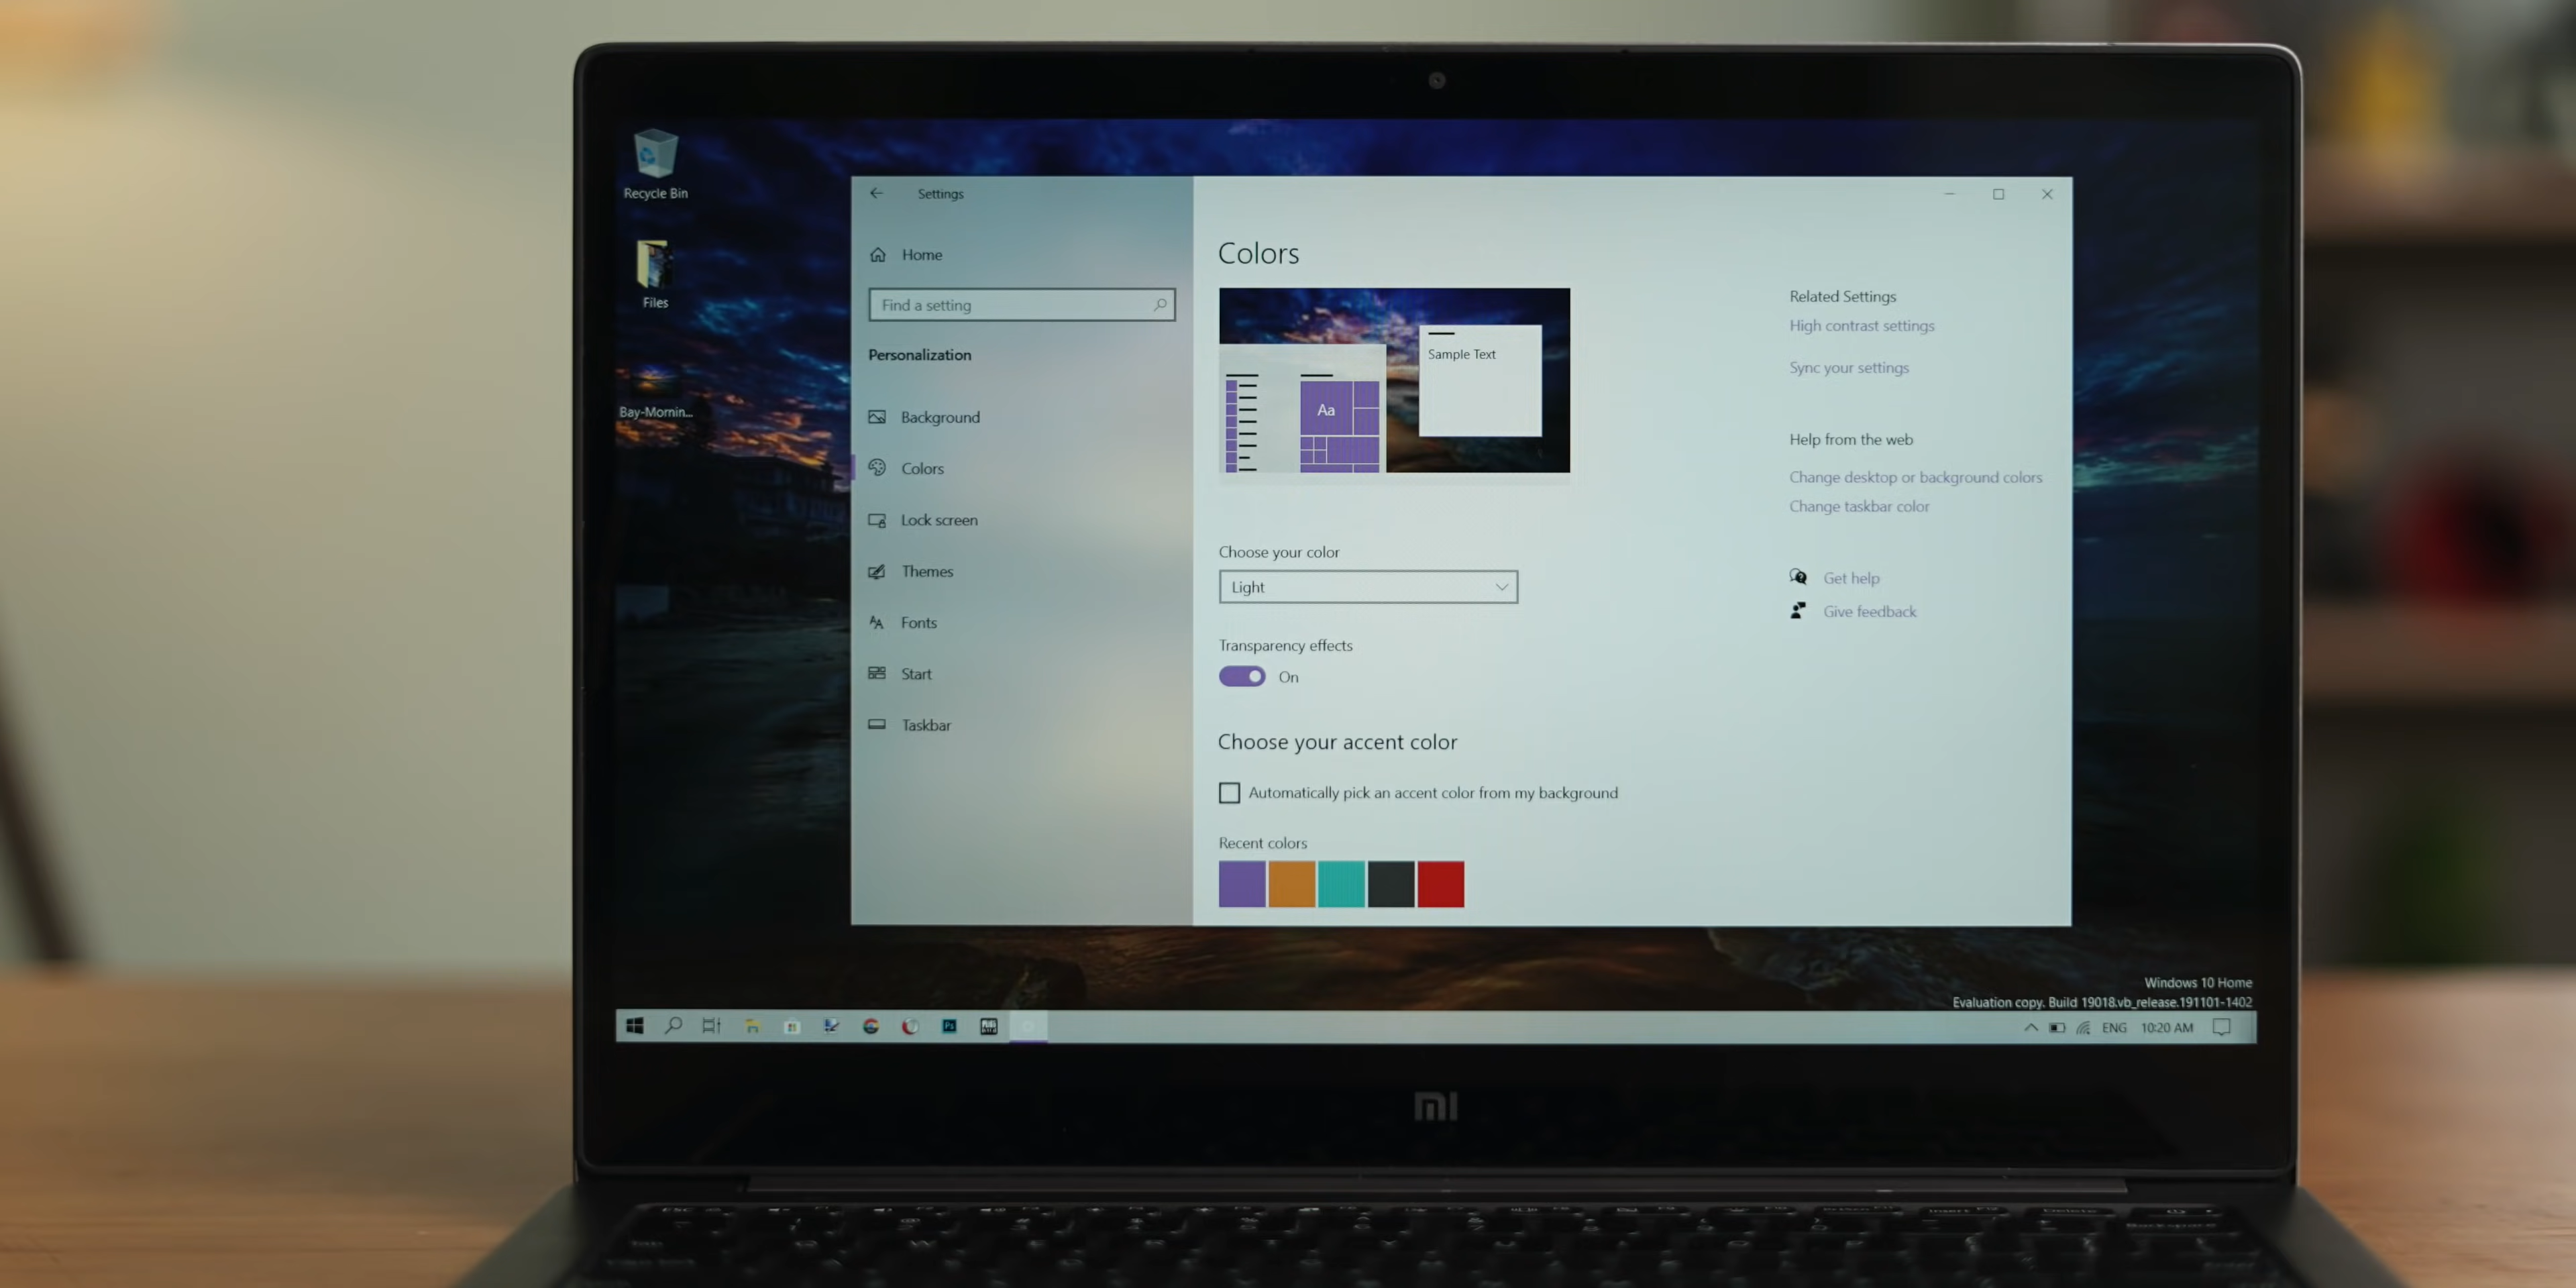 Recycle Bin
Files
Bay-Mornin...
Settings
Home
Find a setting
Personalization
Background
Colors
Lock screen
Themes
Fonts
Start
Taskbar
Colors
Sample Text
Aa
Choose your color
Light
Transparency effects
On
Choose your accent color
Automatically pick an accent color from my background
Recent colors
Related Settings
High contrast settings
Sync your settings
Help from the web
Change desktop or background colors
Change taskbar color
Get help
Give feedback
Windows 10 Home
Evaluation copy. Build 19018.vb_release.191101-1402
Ps
ENG 10:20 AM
mi